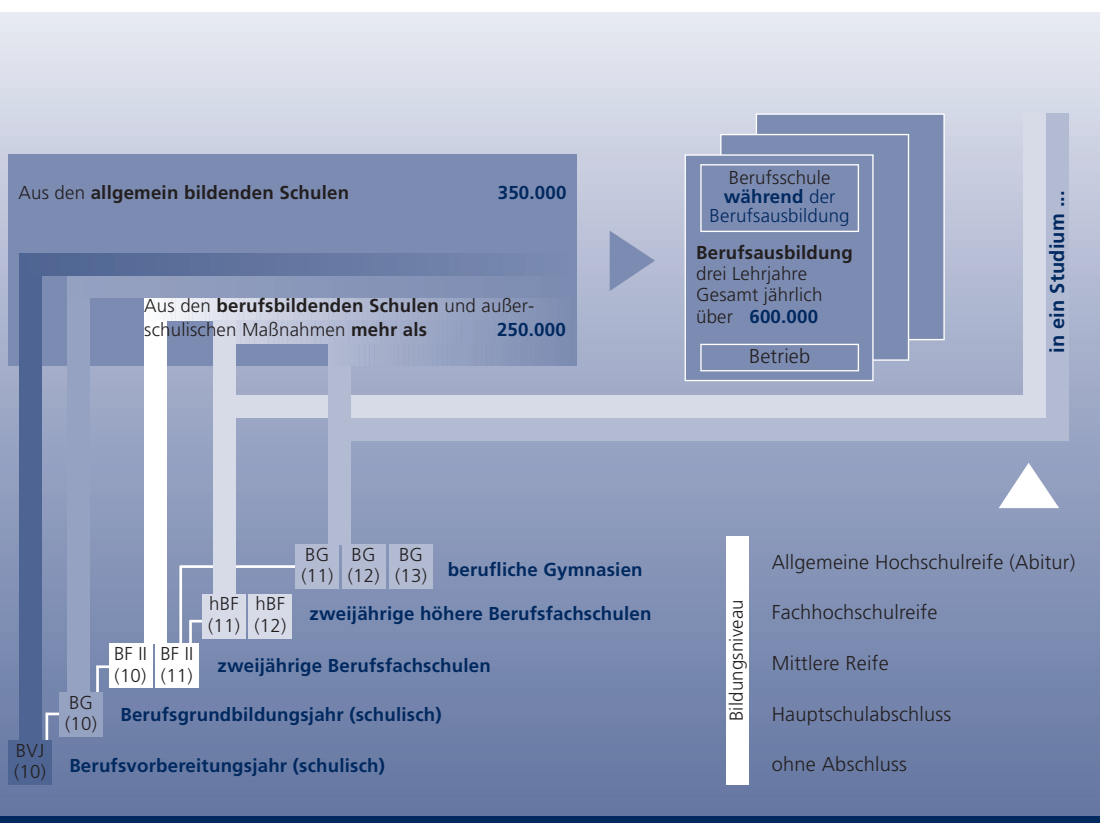 Aus den allgemein bildenden Schulen 350.000
Aus den berufsbildenden Schulen und außer-
schulischen Maßnahmen mehr als 250.000
Berufsschule
während der
Berufsausbildung
Berufsausbildung
drei Lehrjahre
Gesamt jährlich
über 600.000
Betrieb
in ein Studium ...
BG
(11)
BG
(12)
BG
(13)
berufliche Gymnasien
hBF
(11)
hBF
(12)
zweijährige höhere Berufsfachschulen
BF II
(10)
BF II
(11)
zweijährige Berufsfachschulen
BG
(10)
Berufsgrundbildungsjahr (schulisch)
BVJ
(10)
Berufsvorbereitungsjahr (schulisch)
Bildungsniveau
Allgemeine Hochschulreife (Abitur)
Fachhochschulreife
Mittlere Reife
Hauptschulabschluss
ohne Abschluss